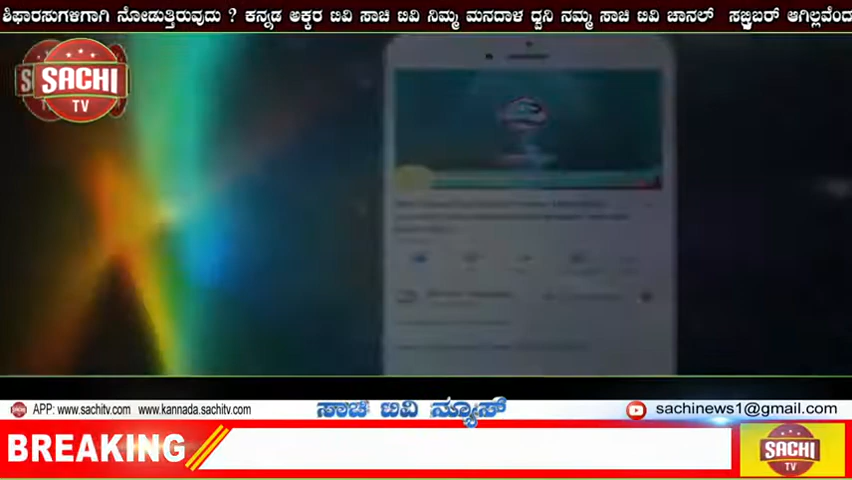 ಶಿಫಾರಸುಗಳಿಗಾಗಿ ನೋಡುತ್ತಿರುವುದು ? ಕನ್ನಡ ಅಕ್ಕರ ಟಿವಿ ಸಾಚಿ ಟಿವಿ ನಿಮ್ಮ ಮನದಾಳ ಧ್ವನಿ ನಮ್ಮ ಸಾಚಿ ಟಿವಿ ಚಾನಲ್ ಸಬ್ಸ್ಕ್ರೈಬರ್ ಆಗಿಲ್ಲವೆಂದ
SACHI
TV
APP: www.sachitv.com www.kannada.sachitv.com
ಸಾಚಿ ಟಿವಿ ನ್ಯೂಸ್
sachinews1@gmail.com
BREAKING
SACHI
TV